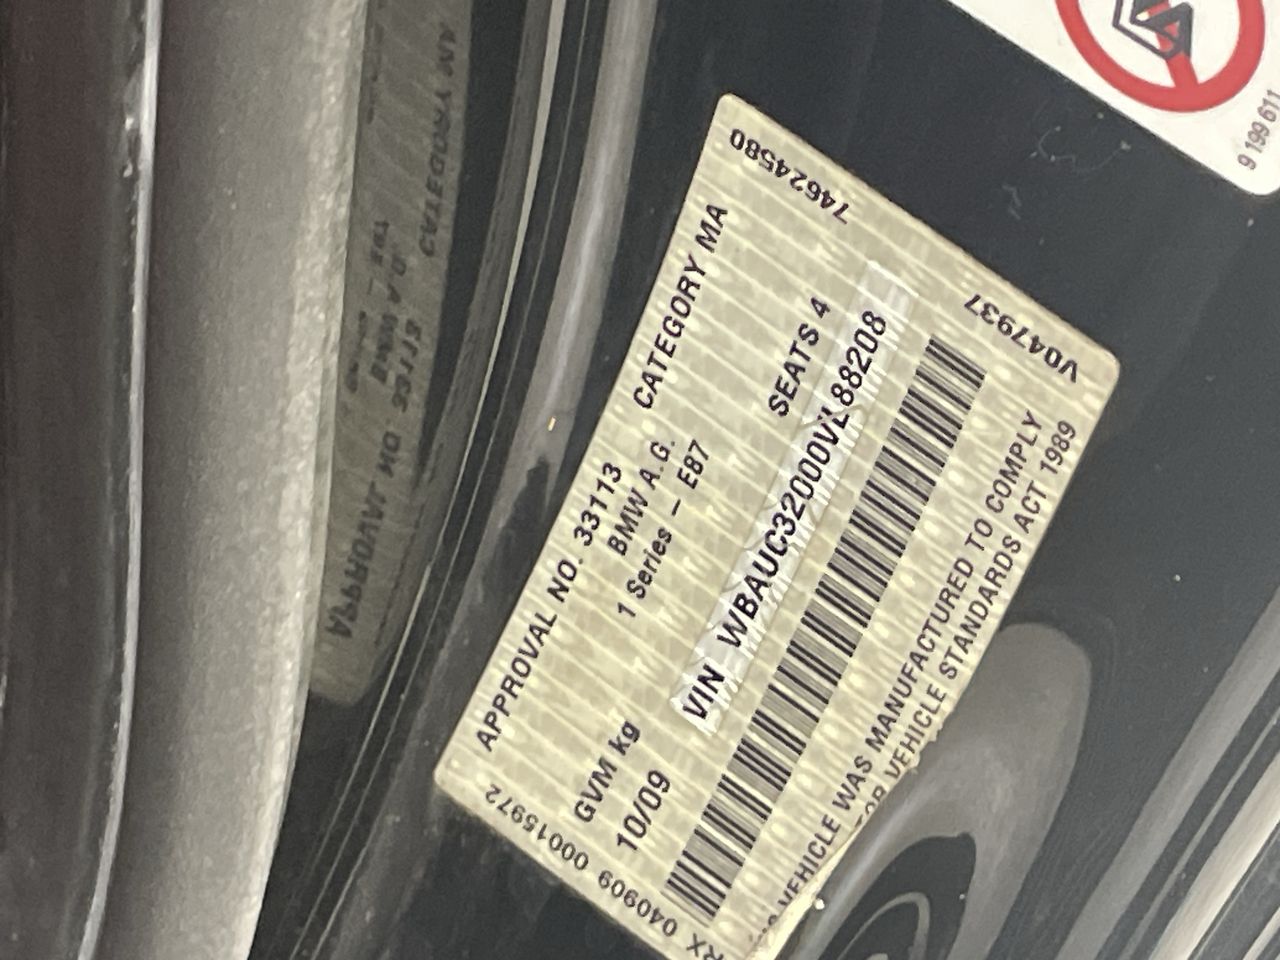 APPROVAL NO. 33113 CATEGORY MA
BMW A.G.
1 Series – E87
GVM kg SEATS 4
10/09
VIN WBAUC32000VL88208
VEHICLE WAS MANUFACTURED TO COMPLY
VEHICLE STANDARDS ACT 1989
RX 040909 00015972
74624580
V047937
9 199 611